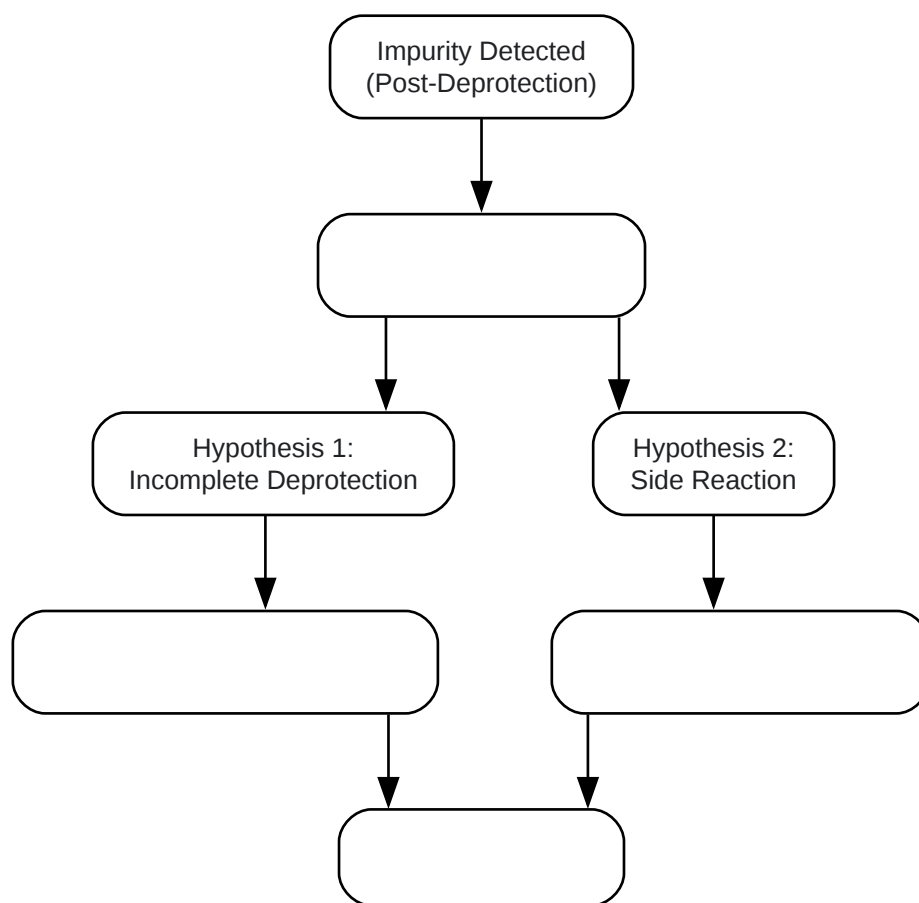 Impurity Detected
(Post-Deprotection)
Hypothesis 1:
Incomplete Deprotection
Hypothesis 2:
Side Reaction